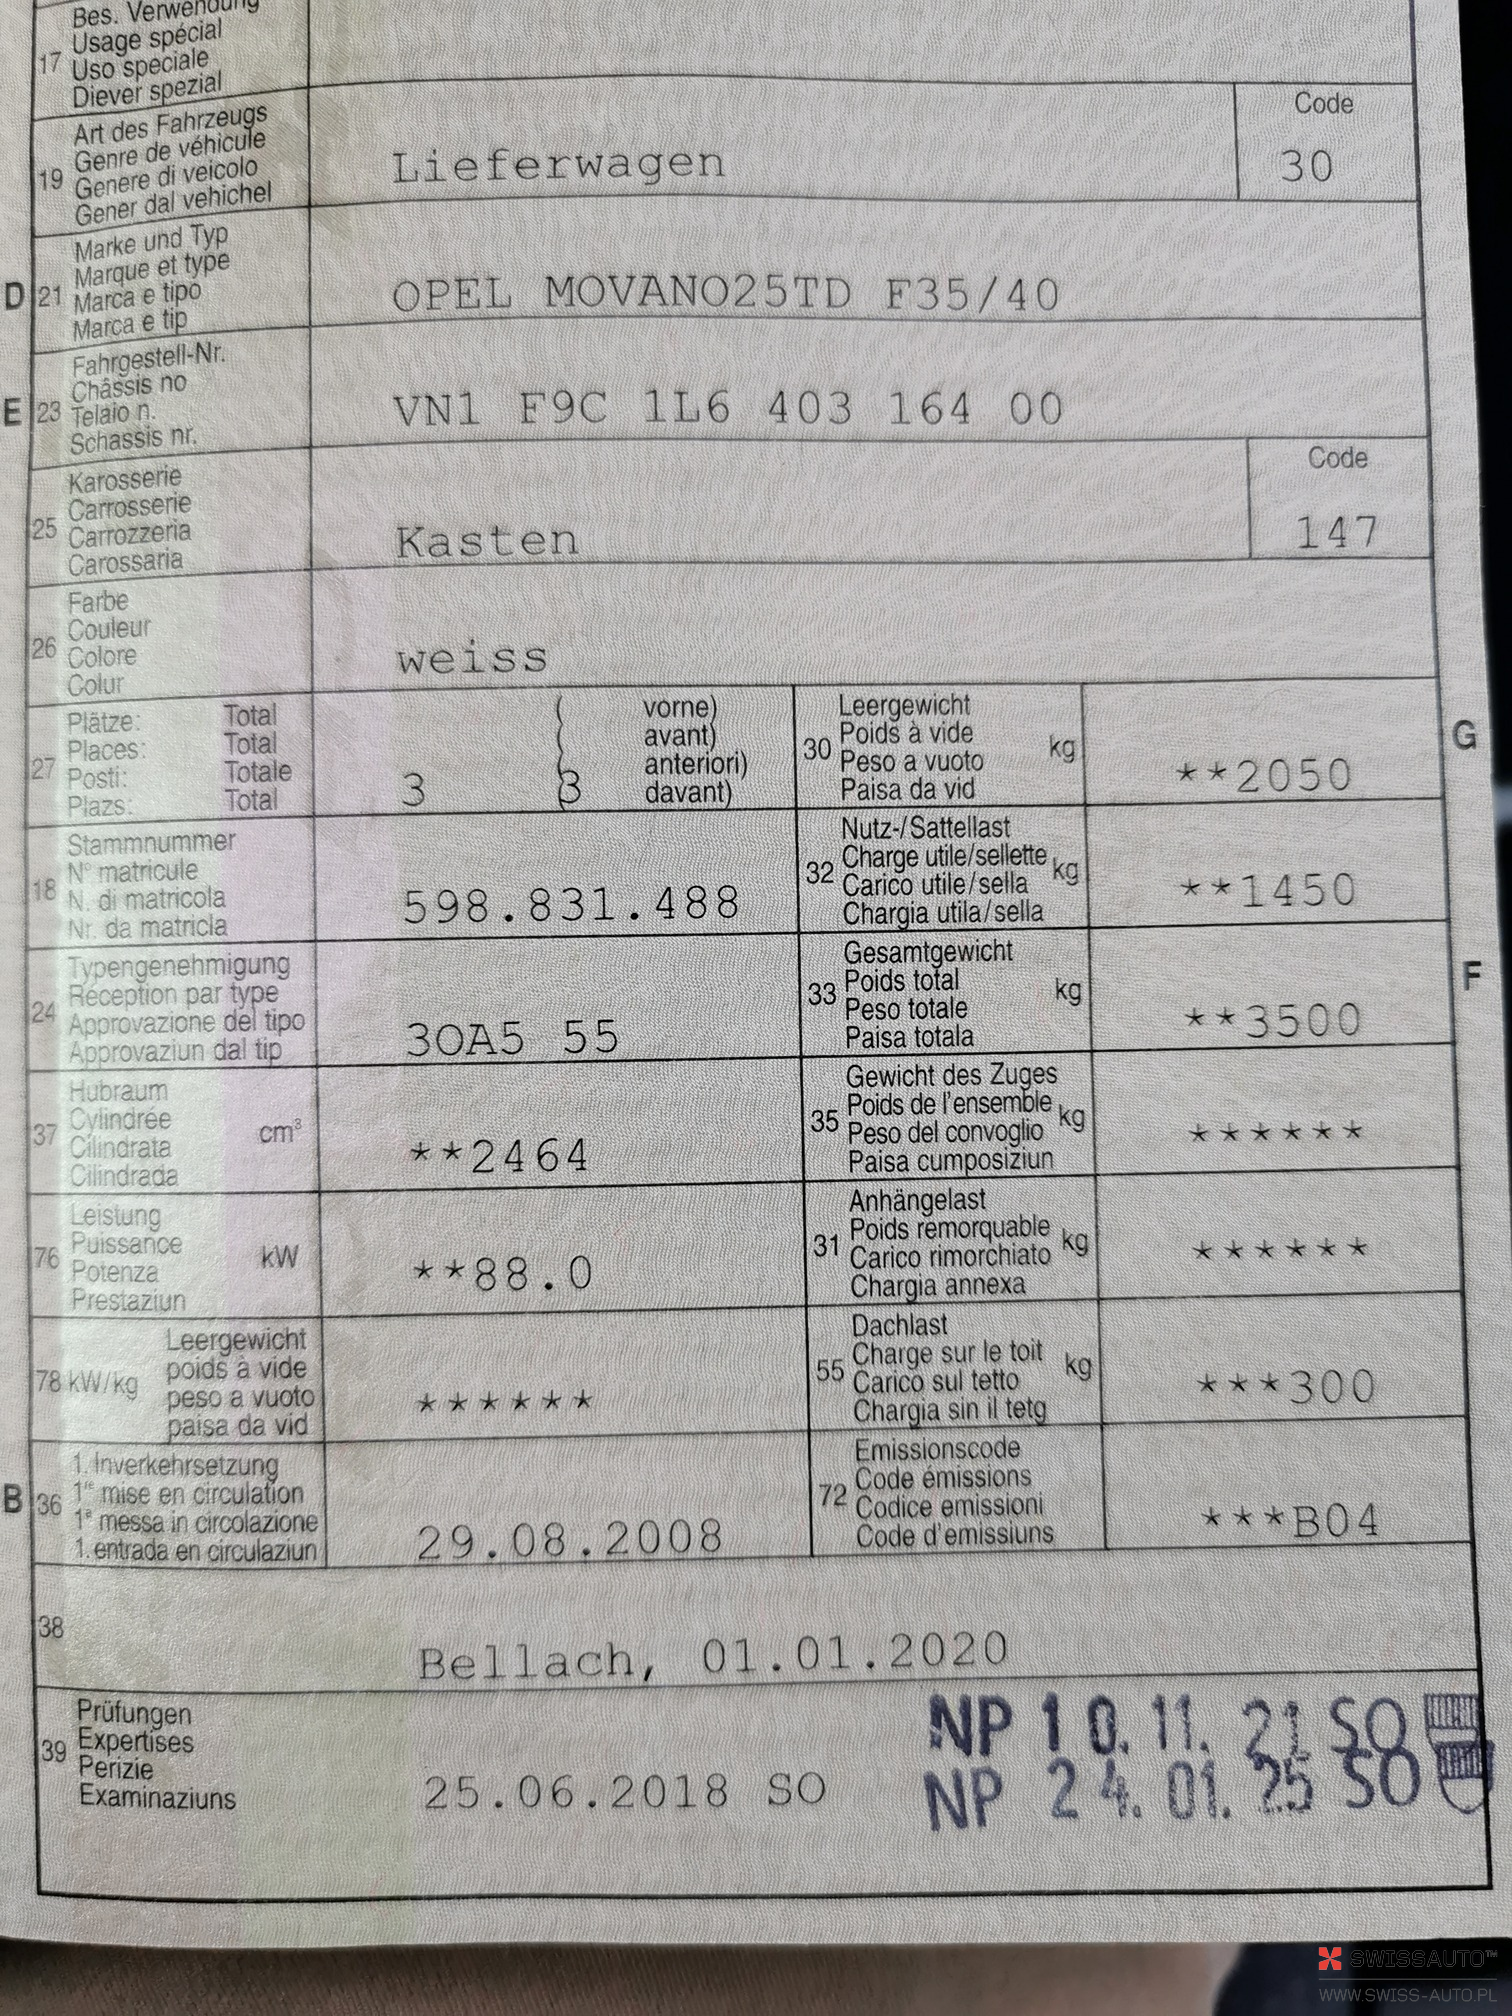 Bes. Verwendung
17 Usage spécial
Uso speciale
Diever spezial
Art des Fahrzeugs
Genre de véhicule
19 Genere di veicolo
Gener dal vehichel
Lieferwagen
Code
30
Marke und Typ
Marque et type
D 21 Marca e tipo
Marca e tip
OPEL MOVANO25TD F35/40
Fahrgestell-Nr.
Châssis no
E 23 Telaio n.
Schassis nr.
VN1 F9C 1L6 403 164 00
Karosserie
Carrosserie
25 Carrozzeria
Carossaria
Kasten
Code
147
Farbe
Couleur
26 Colore
Colur
weiss
Plätze: Total
Places: Total
27 Posti: Totale
Plazs: Total
3 ( 3
vorne)
avant)
anteriori)
davant)
Leergewicht
30 Poids à vide kg
Peso a vuoto
Paisa da vid
**2050
G
Stammnummer
N° matricule
18 N. di matricola
Nr. da matricla
598.831.488
Nutz-/Sattellast
32 Charge utile/sellette kg
Carico utile/sella
Chargia utila/sella
**1450
Typengenehmigung
Réception par type
24 Approvazione del tipo
Approvaziun dal tip
3OA5 55
Gesamtgewicht
33 Poids total kg
Peso totale
Paisa totala
**3500
F
Hubraum
Cylindrée
37 Cilindrata cm³
Cilindrada
**2464
Gewicht des Zuges
35 Poids de l'ensemble kg
Peso del convoglio
Paisa cumposiziun
******
Leistung
Puissance
76 Potenza kW
Prestaziun
**88.0
Anhängelast
31 Poids remorquable kg
Carico rimorchiato
Chargia annexa
******
Leergewicht
78 kW/kg poids à vide
peso a vuoto
paisa da vid
******
Dachlast
55 Charge sur le toit kg
Carico sul tetto
Chargia sin il tetg
***300
1. Inverkehrsetzung
B 36 1re mise en circulation
1a messa in circolazione
1. entrada en circulaziun
29.08.2008
Emissionscode
72 Code émissions
Codice emissioni
Code d'emissiuns
***B04
38
Bellach, 01.01.2020
Prüfungen
39 Expertises
Perizie
Examinaziuns
25.06.2018 SO
NP 10.11.21 SO
NP 24.01.25 SO
SWISSAUTO™
WWW.SWISS-AUTO.PL